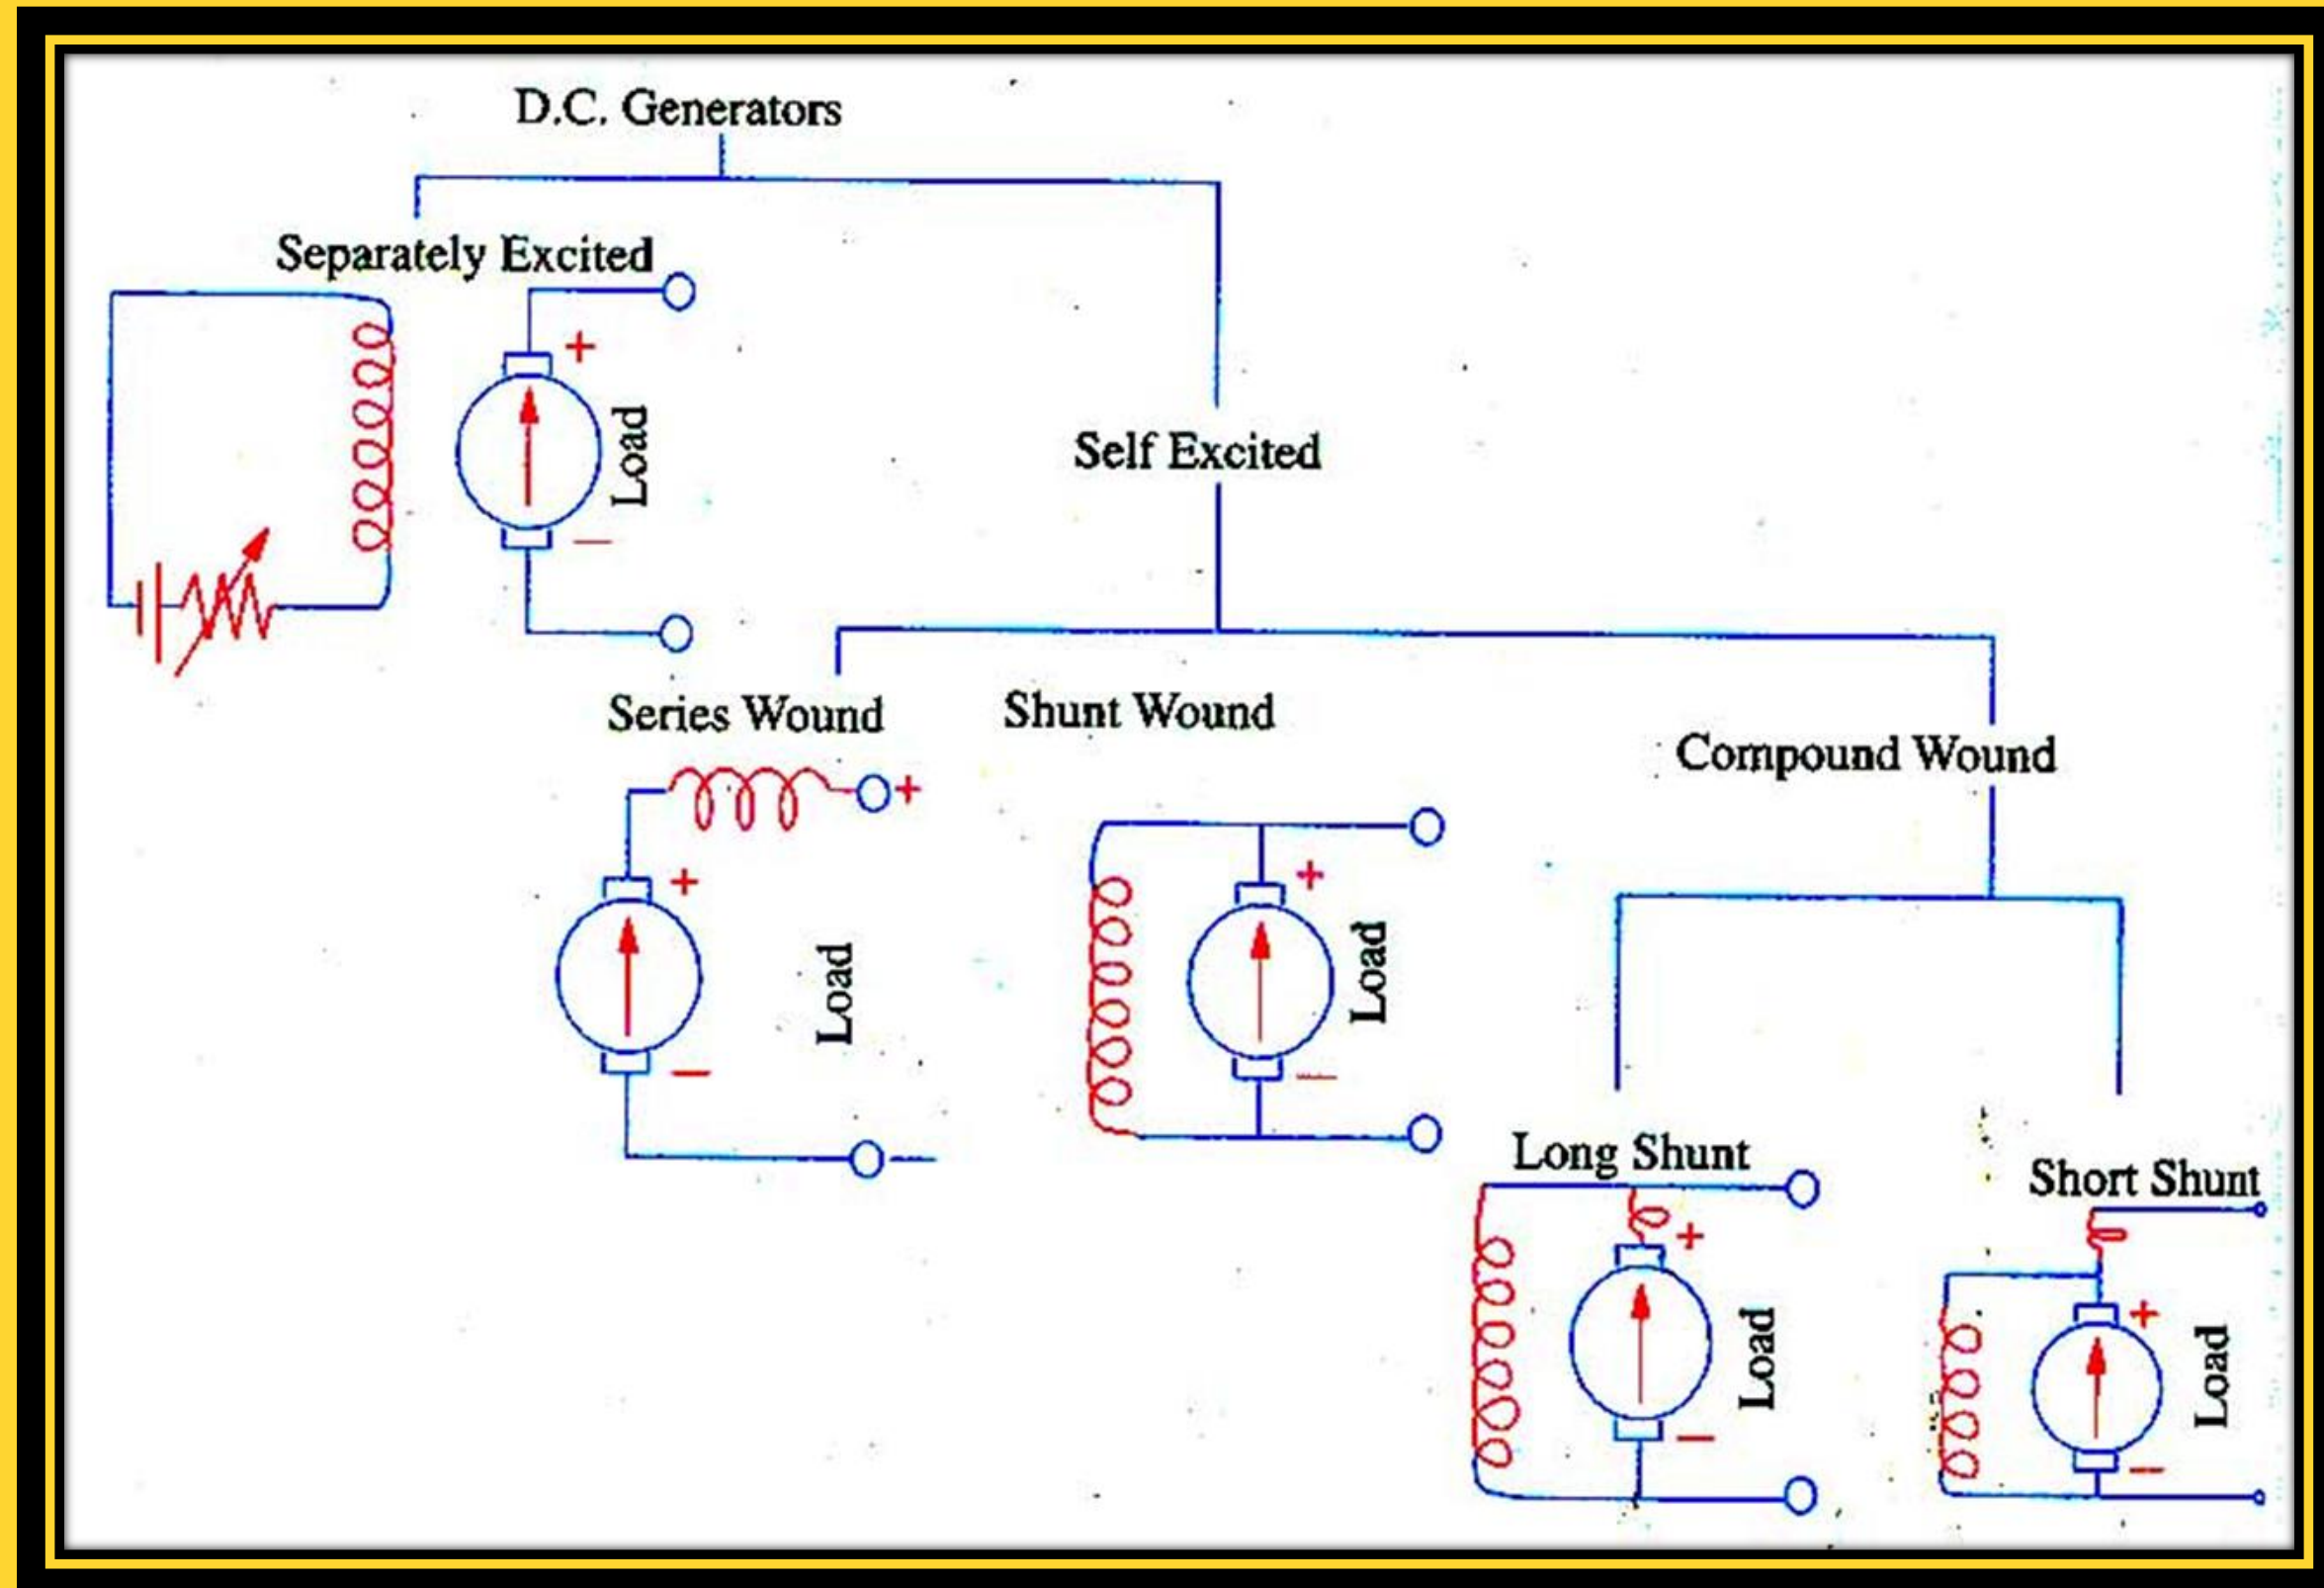 D.C. Generators
Separately Excited
+
Load
–
Self Excited
Series Wound
Shunt Wound
Compound Wound
+
+
Load
–
–
+
Load
–
Long Shunt
+
Load
–
Short Shunt
+
Load
–